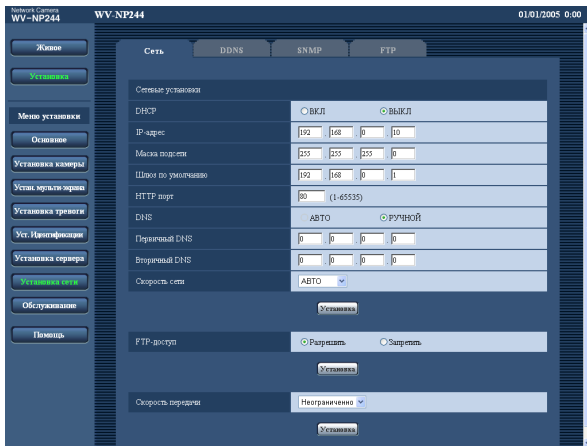 Network Camera
WV-NP244
WV-NP244
01/01/2005 0:00
Живое
Установка
Меню установки
Основное
Установка камеры
Устан. мульти-экрана
Установка тревоги
Уст. Идентификации
Установка сервера
Установка сети
Обслуживание
Помощь
Сеть
DDNS
SNMP
FTP
Сетевые установки
DHCP
ВКЛ ВЫКЛ
IP-адрес
192 . 168 . 0 . 10
Маска подсети
255 . 255 . 255 . 0
Шлюз по умолчанию
192 . 168 . 0 . 1
HTTP порт
80 (1-65535)
DNS
АВТО РУЧНОЙ
Первичный DNS
0 . 0 . 0 . 0
Вторичный DNS
0 . 0 . 0 . 0
Скорость сети
АВТО
Установка
FTP-доступ
Разрешить Запретить
Установка
Скорость передачи
Неограниченно
Установка